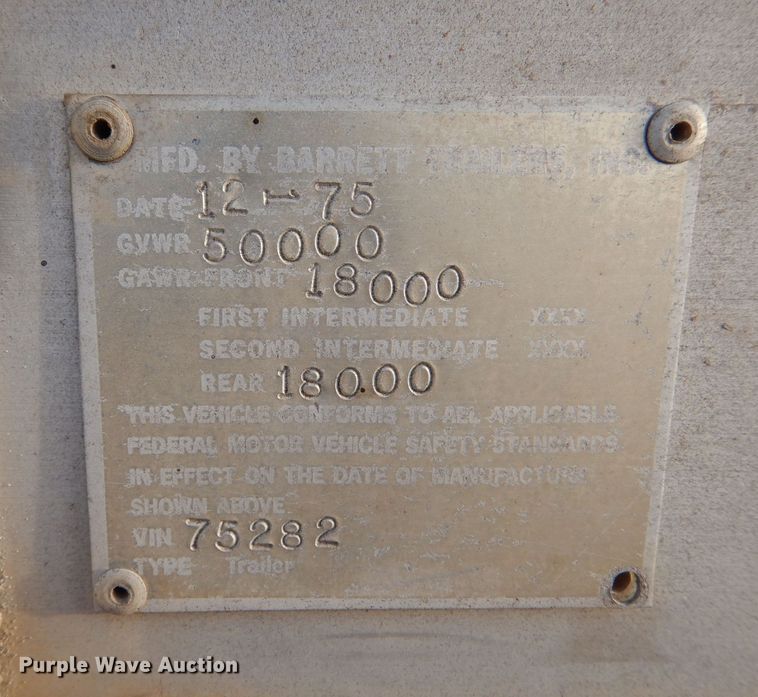 MFD. BY BARRETT TRAILERS, INC.
DATE 12-75
GVWR 50000
GAWR-FRONT 18000
FIRST INTERMEDIATE XXXX
SECOND INTERMEDIATE XXXX
REAR 18000
THIS VEHICLE CONFORMS TO ALL APPLICABLE
FEDERAL MOTOR VEHICLE SAFETY STANDARDS
IN EFFECT ON THE DATE OF MANUFACTURE
SHOWN ABOVE
VIN 75282
TYPE Trailer
Purple Wave Auction